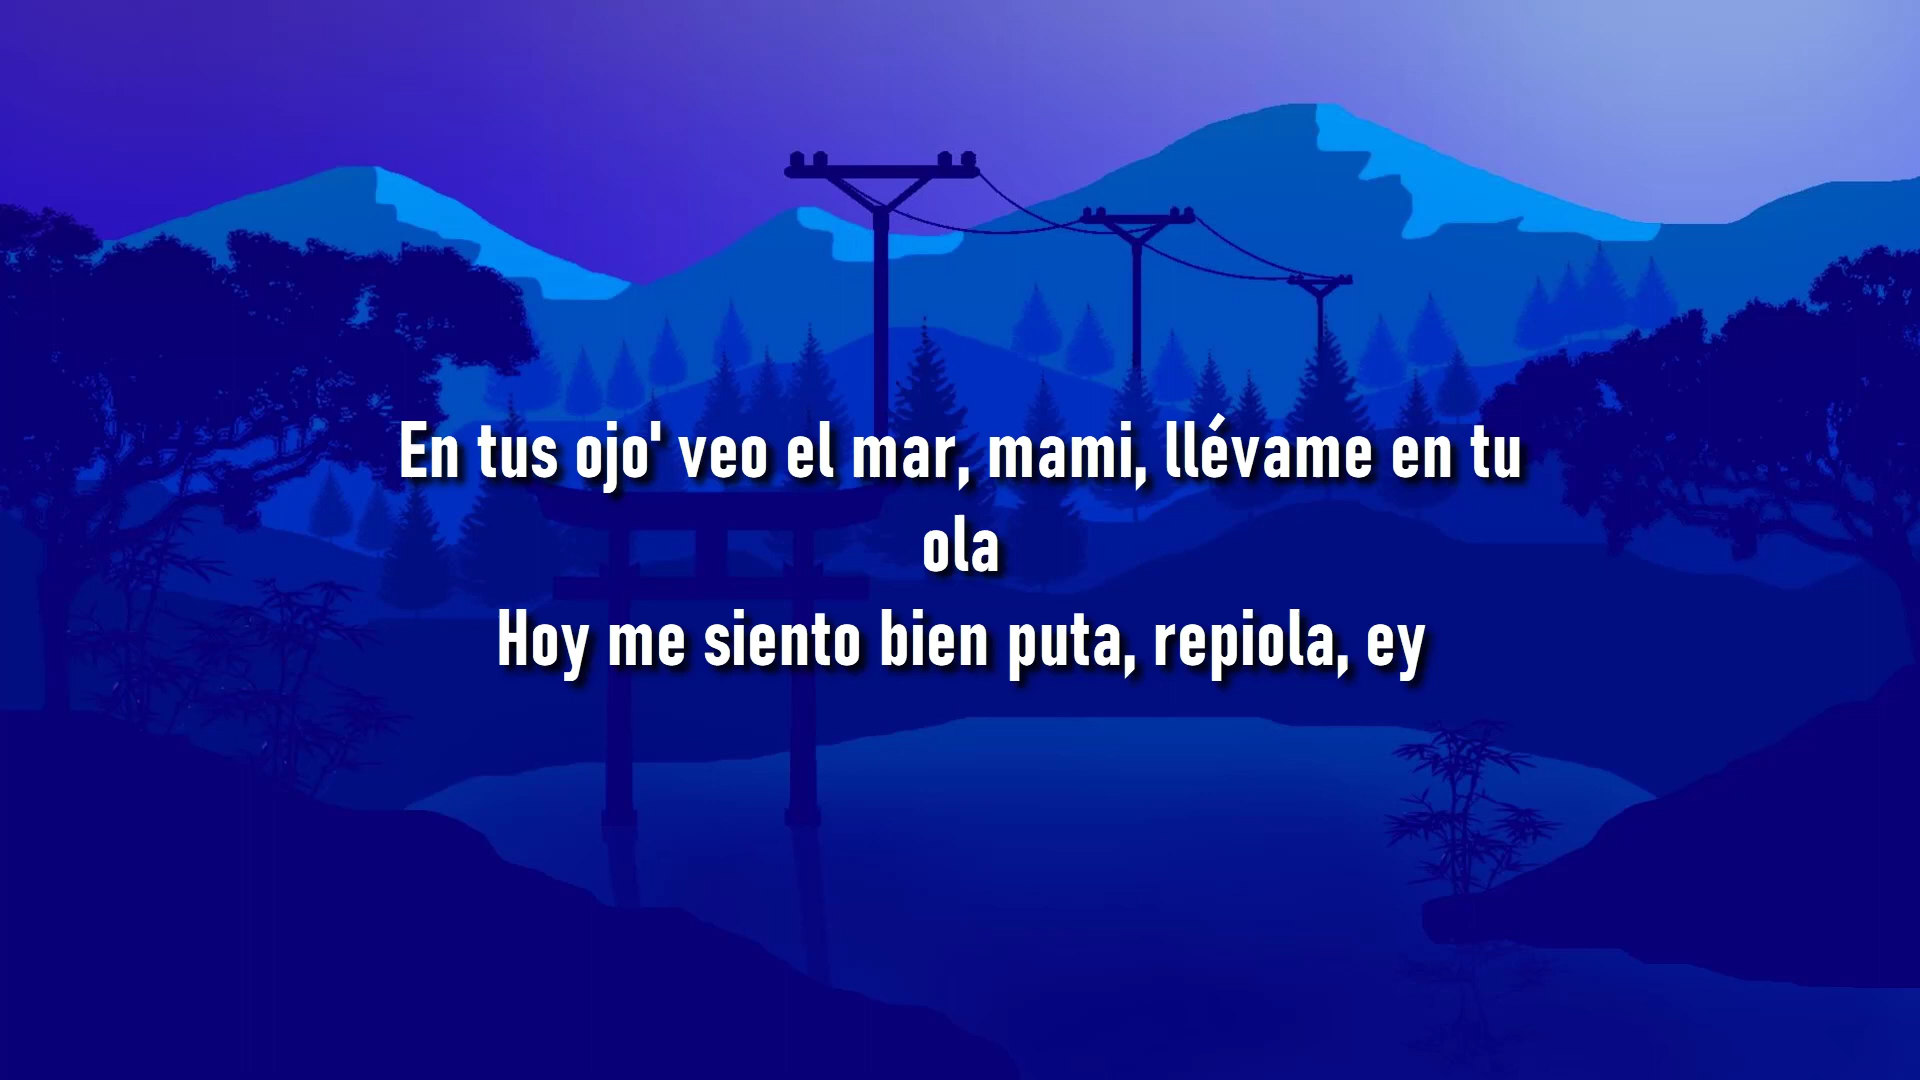 En tus ojo' veo el mar, mami, llévame en tu
ola
Hoy me siento bien puta, repiola, ey